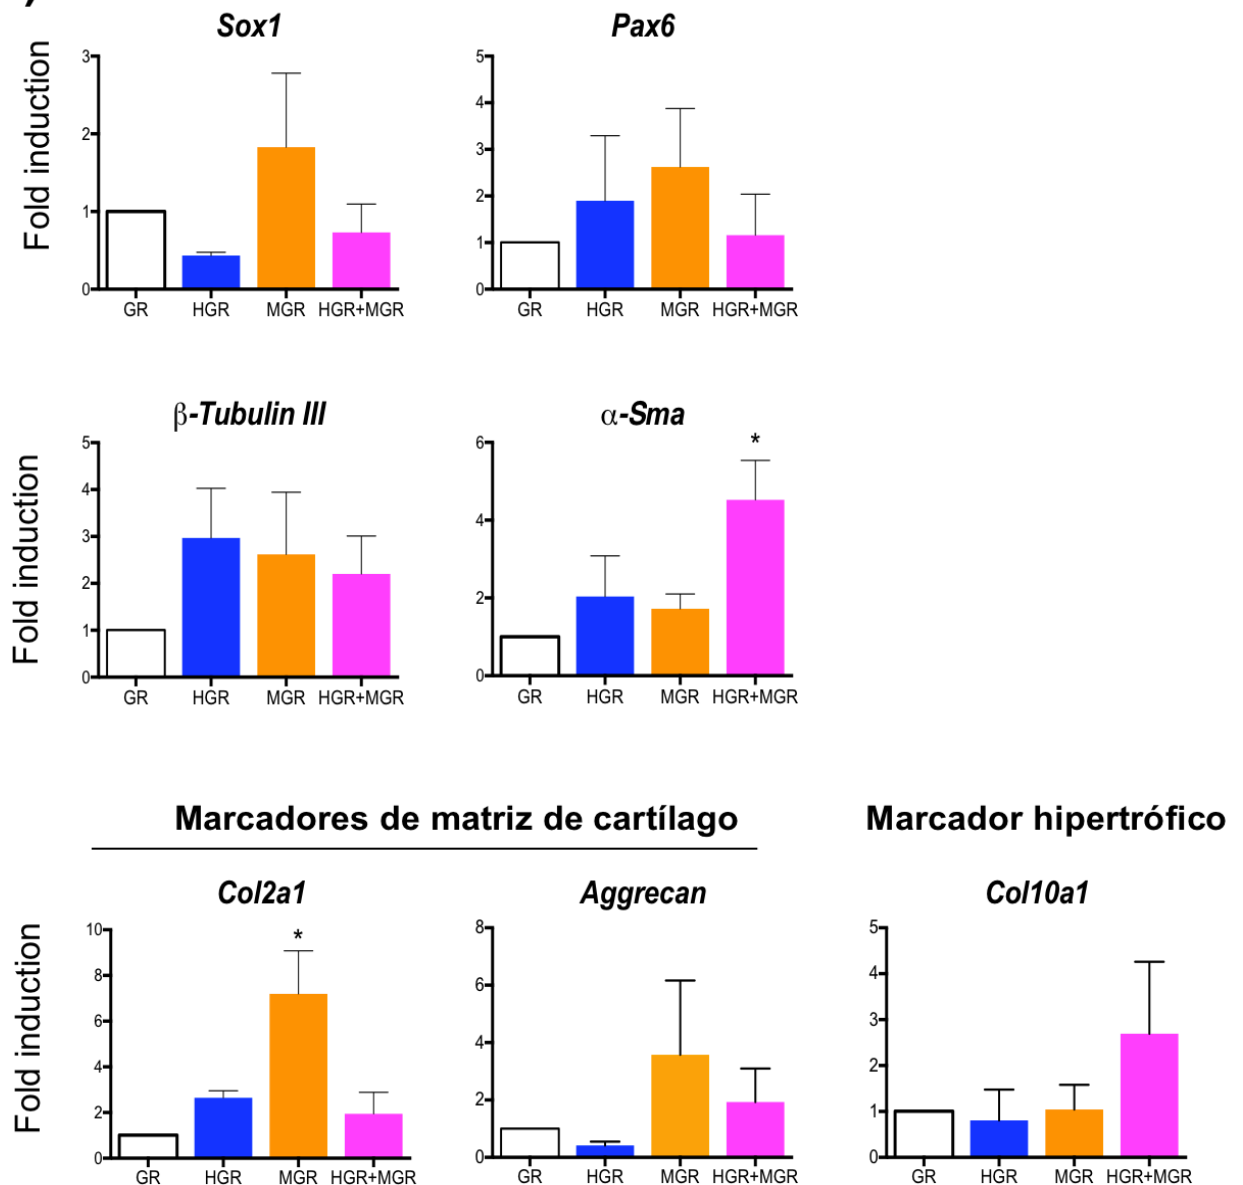 Sox1
Pax6
Fold induction
3
2
1
0
GR HGR MGR HGR+MGR
5
4
3
2
1
0
GR HGR MGR HGR+MGR
β-Tubulin III
α-Sma
Fold induction
5
4
3
2
1
0
GR HGR MGR HGR+MGR
*
6
4
2
0
GR HGR MGR HGR+MGR
Marcadores de matriz de cartílago
Marcador hipertrófico
Col2a1
Aggrecan
Col10a1
Fold induction
*
10
8
6
4
2
0
GR HGR MGR HGR+MGR
8
6
4
2
0
GR HGR MGR HGR+MGR
5
4
3
2
1
0
GR HGR MGR HGR+MGR